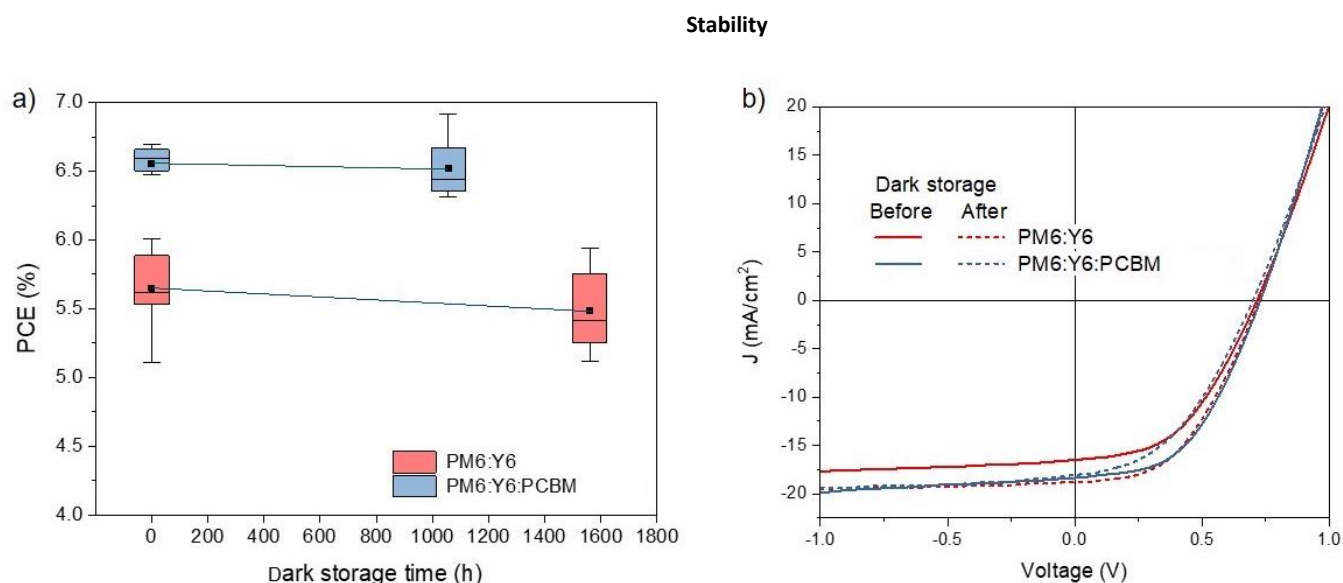 Stability
a)
7.0
6.5
6.0
5.5
5.0
4.5
4.0
PCE (%)
0 200 400 600 800 1000 1200 1400 1600 1800
Dark storage time (h)
PM6:Y6
PM6:Y6:PCBM
b)
20
15
10
5
0
-5
-10
-15
-20
J (mA/cm²)
-1.0 -0.5 0.0 0.5 1.0
Voltage (V)
Dark storage
Before After
PM6:Y6
PM6:Y6:PCBM